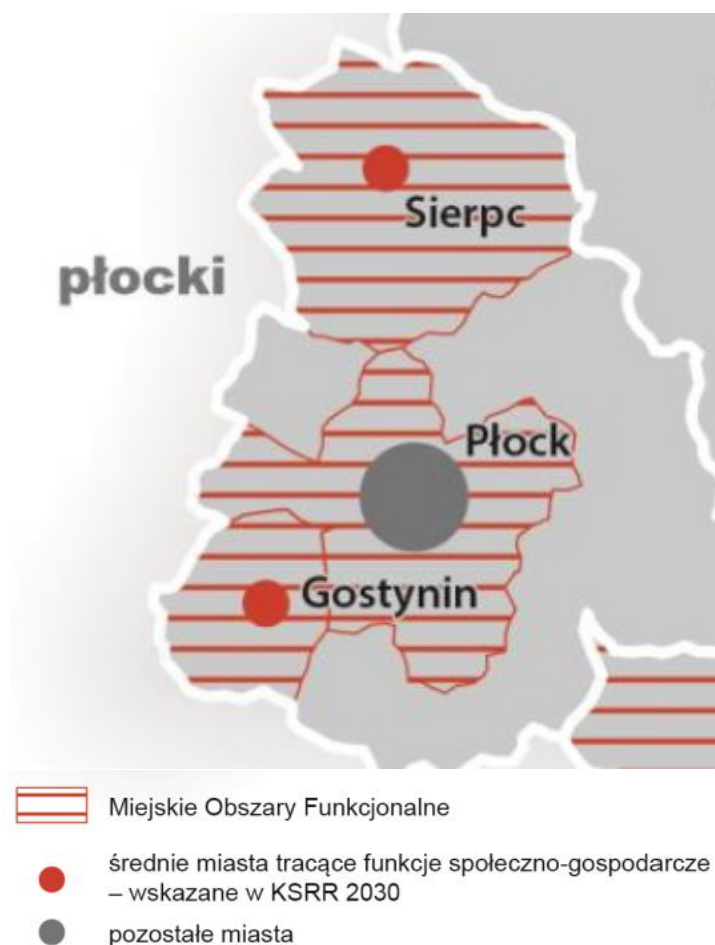 Sierpc
płocki
Płock
Gostynin
Miejskie Obszary Funkcjonalne
średnie miasta tracące funkcje społeczno-gospodarcze
– wskazane w KSRR 2030
pozostałe miasta